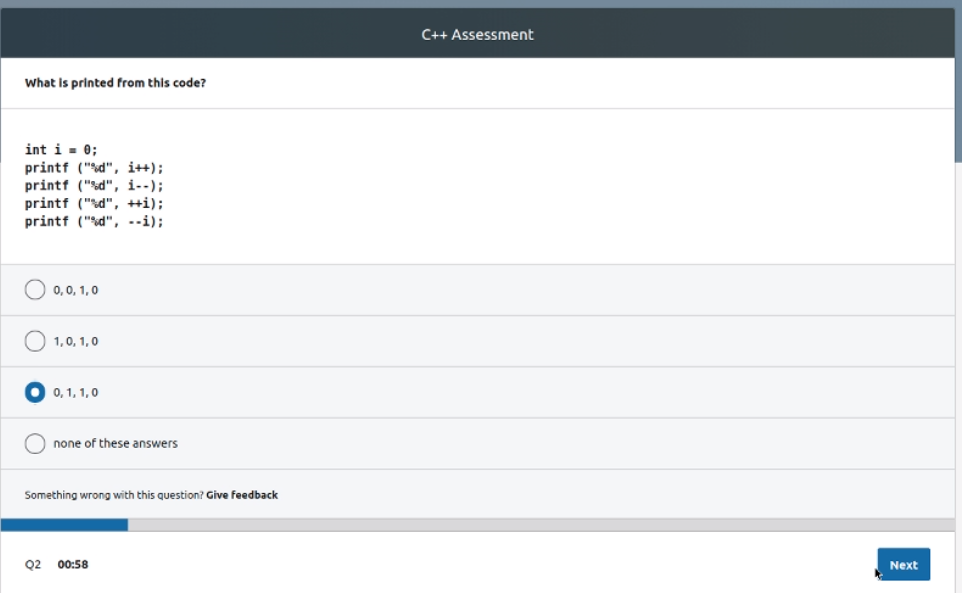 C++ Assessment
What is printed from this code?
int i = 0;
printf ("%d", i++);
printf ("%d", i--);
printf ("%d", ++i);
printf ("%d", --i);
0, 0, 1, 0
1, 0, 1, 0
0, 1, 1, 0
none of these answers
Something wrong with this question? Give feedback
Q2 00:58 Next